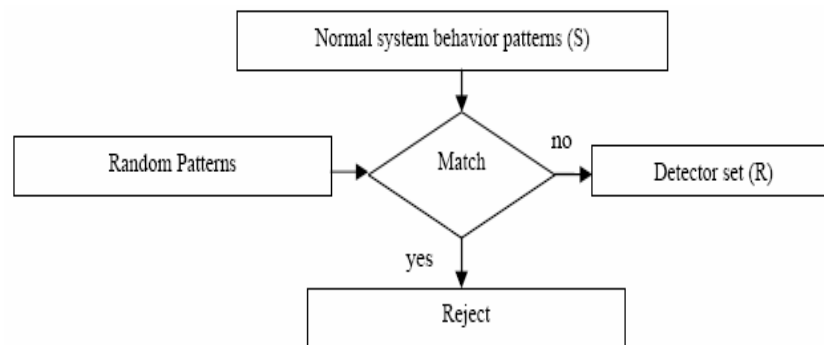 Normal system behavior patterns (S)
Random Patterns
Match
no
Detector set (R)
yes
Reject